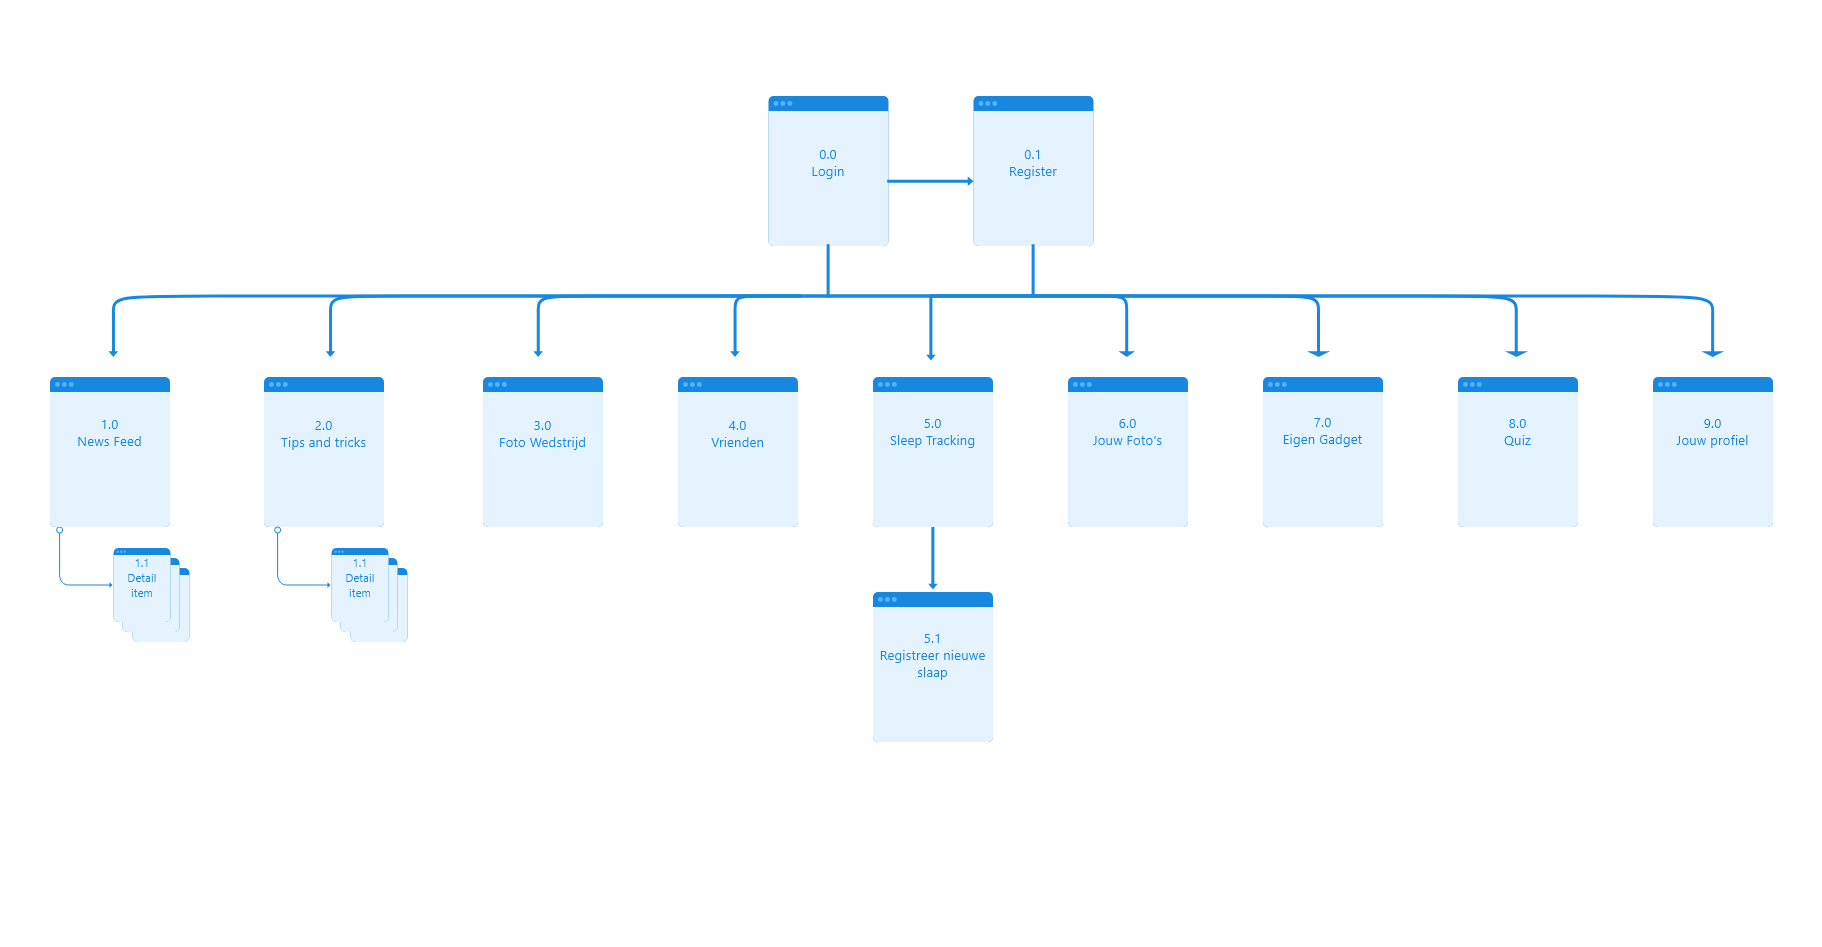 0.0
Login
0.1
Register
1.0
News Feed
2.0
Tips and tricks
3.0
Foto Wedstrijd
4.0
Vrienden
5.0
Sleep Tracking
6.0
Jouw Foto's
7.0
Eigen Gadget
8.0
Quiz
9.0
Jouw profiel
1.1
Detail
item
1.1
Detail
item
5.1
Registreer nieuwe
slaap